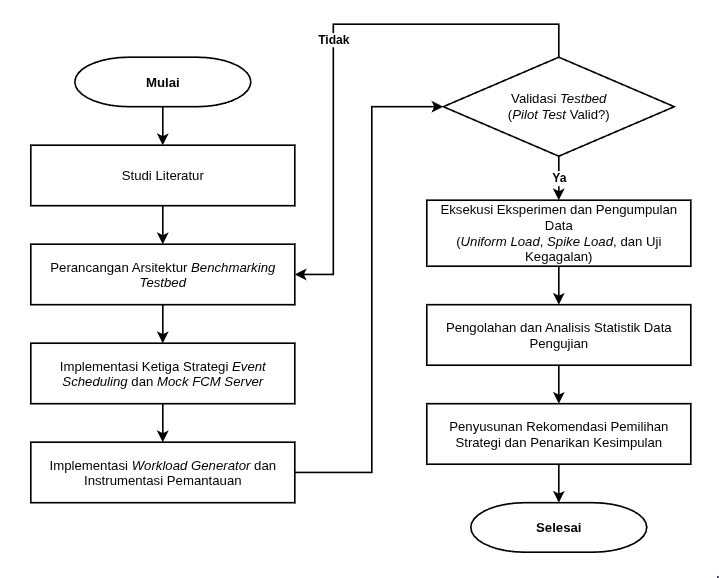 Mulai
Studi Literatur
Perancangan Arsitektur Benchmarking
Testbed
Implementasi Ketiga Strategi Event
Scheduling dan Mock FCM Server
Implementasi Workload Generator dan
Instrumentasi Pemantauan
Tidak
Validasi Testbed
(Pilot Test Valid?)
Ya
Eksekusi Eksperimen dan Pengumpulan
Data
(Uniform Load, Spike Load, dan Uji
Kegagalan)
Pengolahan dan Analisis Statistik Data
Pengujian
Penyusunan Rekomendasi Pemilihan
Strategi dan Penarikan Kesimpulan
Selesai